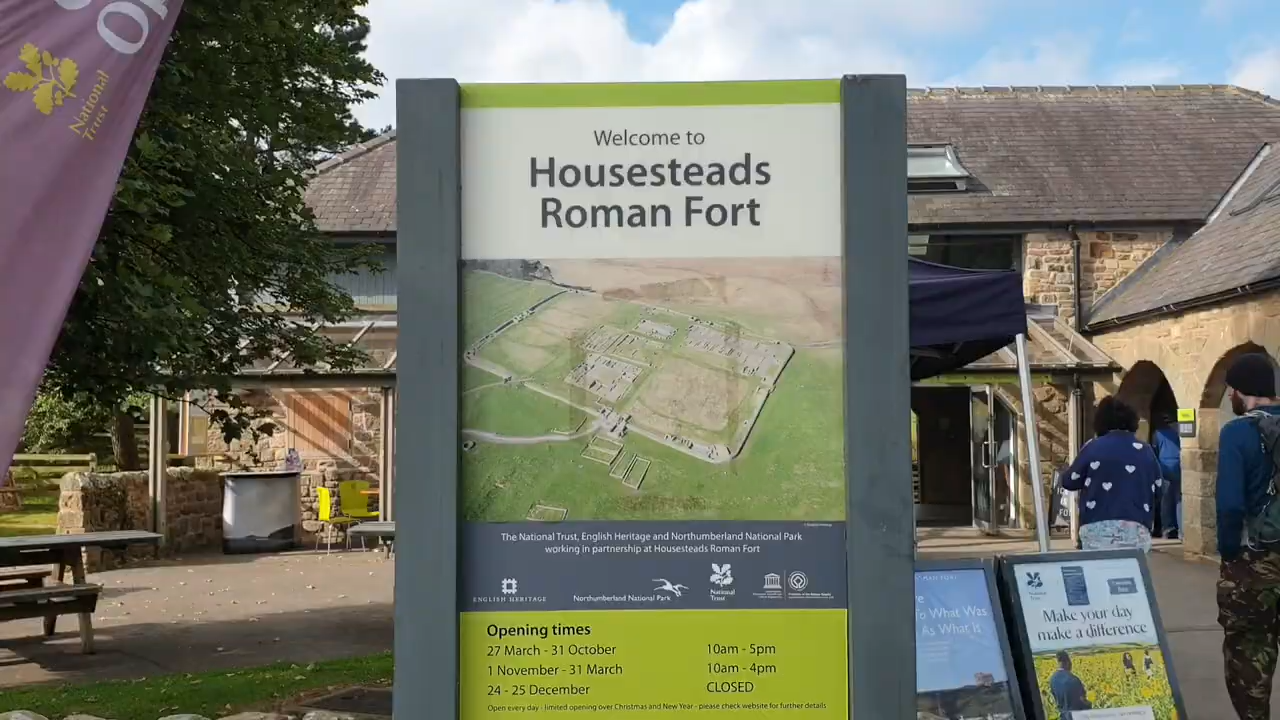 National
Trust
Welcome to
Housesteads
Roman Fort
The National Trust, English Heritage and Northumberland National Park
working in partnership at Housesteads Roman Fort
ENGLISH HERITAGE
Northumberland National Park
National
Trust
Opening times
27 March - 31 October 10am - 5pm
1 November - 31 March 10am - 4pm
24 - 25 December CLOSED
Open every day - limited opening over Christmas and New Year - please check website for further details
o What Was
As What is
Make your day
make a difference